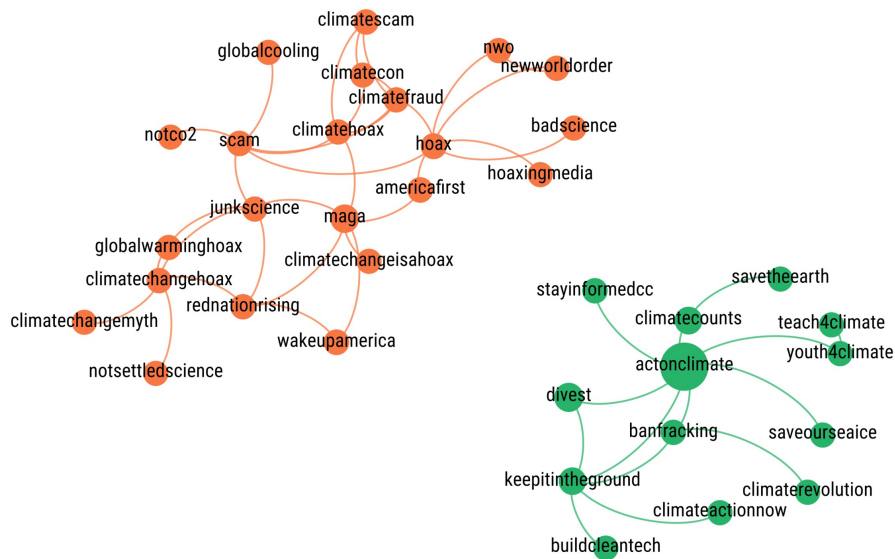 climatescam
globalcooling
nwo
newworldorder
climatecon
climatefraud
notco2
scam
climatehoax
hoax
badscience
hoaxingmedia
americafirst
junkscience
maga
globalwarminghoax
climatechangeisahoax
climatechangehoax
rednationrising
climatechangemyth
wakeupamerica
notsettledscience
savetheearth
stayinformedcc
climatecounts
teach4climate
youth4climate
actonclimate
divest
banfracking
saveourseaice
keepitintheground
climaterevolution
climateactionnow
buildcleantech